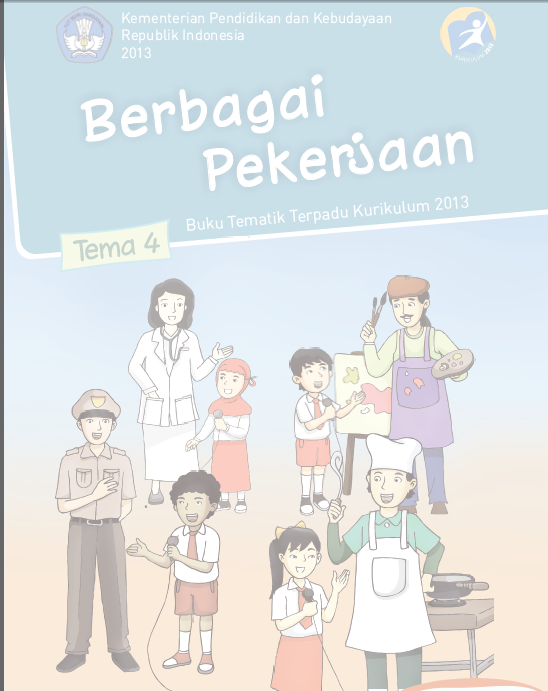 Kementerian Pendidikan dan Kebudayaan
Republik Indonesia
2013
Berbagai
Pekerjaan
Buku Tematik Terpadu Kurikulum 2013
Tema 4